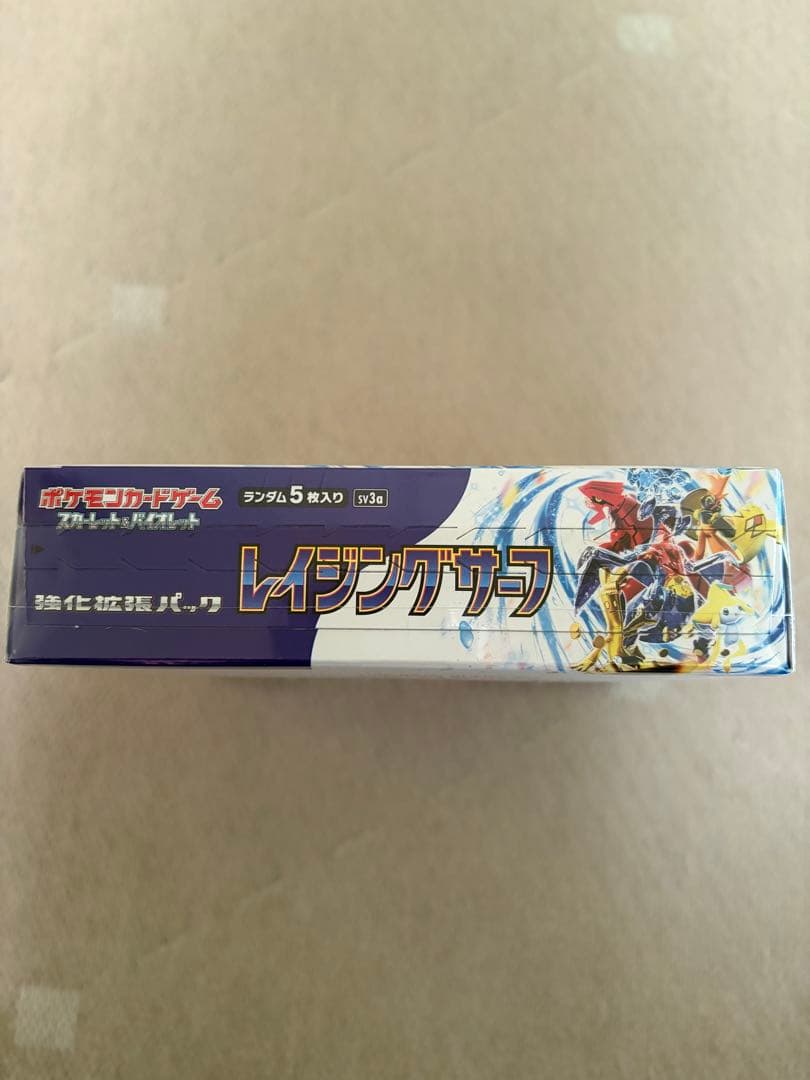 ポケモンカードゲーム
スカーレット&バイオレット
ランダム5枚入り
SV3a
強化拡張パック
レイジングサーフ